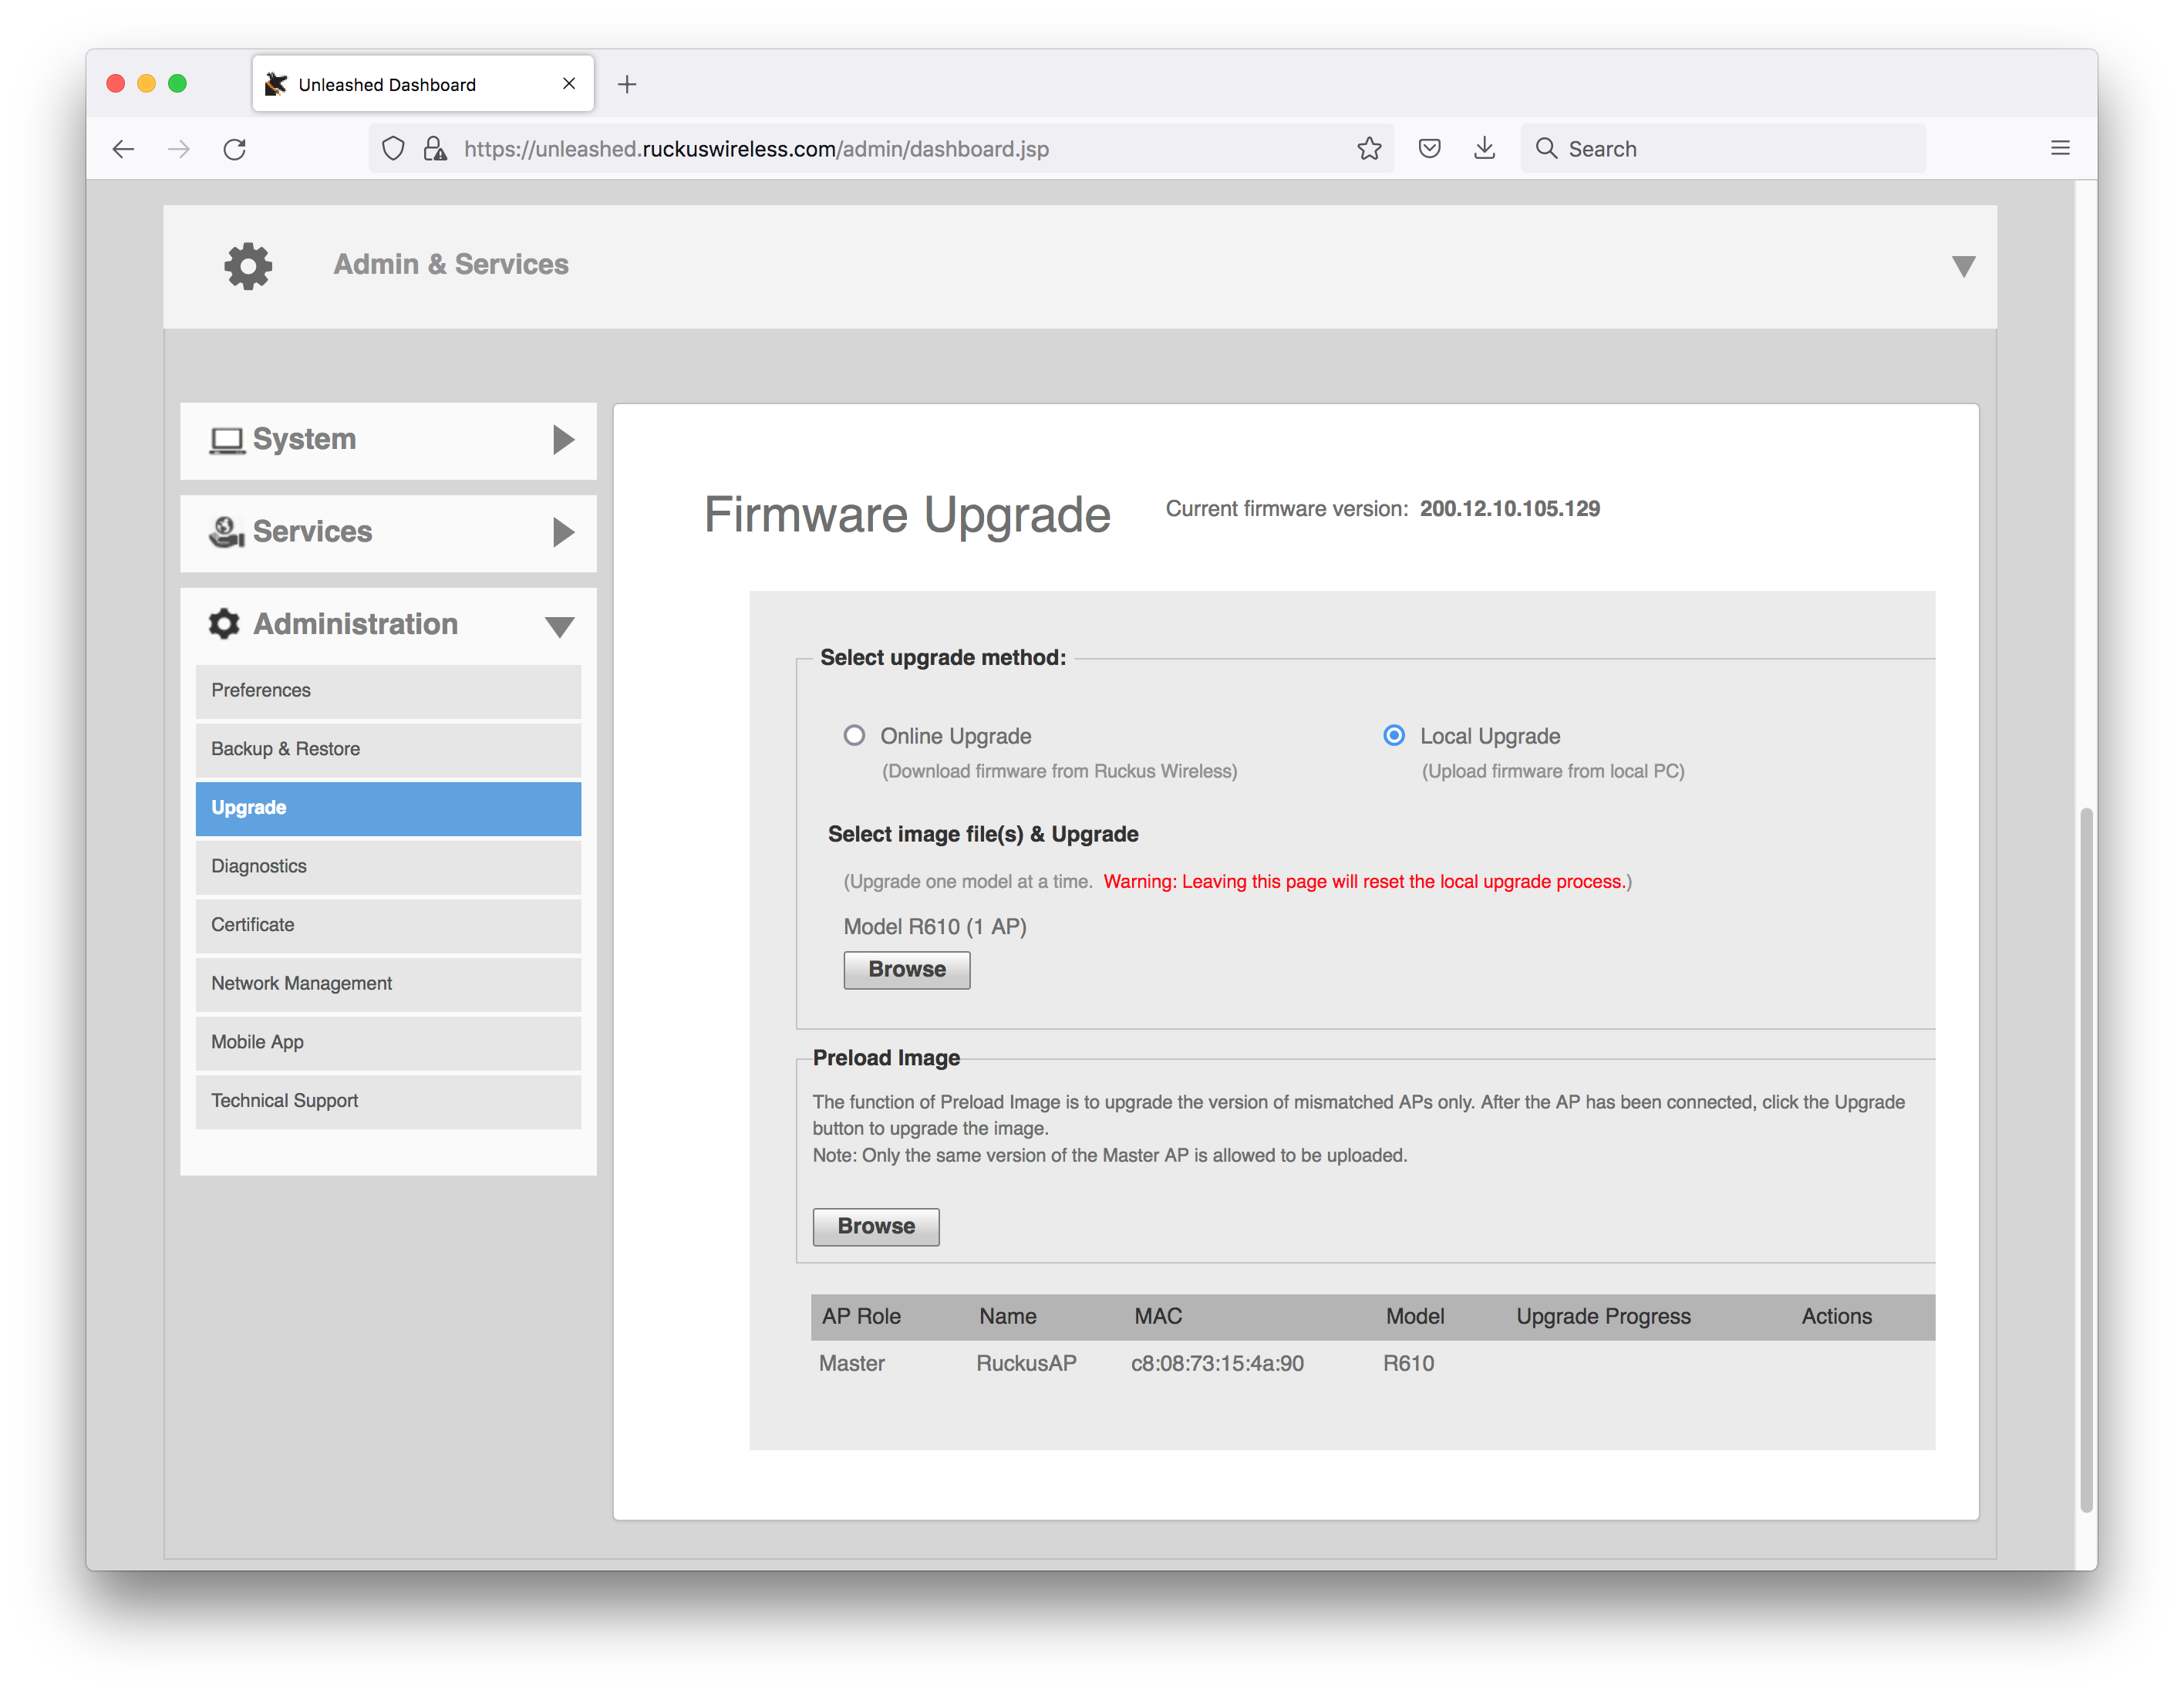 Unleashed Dashboard
https://unleashed.ruckuswireless.com/admin/dashboard.jsp
Search
Admin & Services
System
Services
Administration
Preferences
Backup & Restore
Upgrade
Diagnostics
Certificate
Network Management
Mobile App
Technical Support
Firmware Upgrade
Current firmware version: 200.12.10.105.129
Select upgrade method:
Online Upgrade
(Download firmware from Ruckus Wireless)
Local Upgrade
(Upload firmware from local PC)
Select image file(s) & Upgrade
(Upgrade one model at a time. Warning: Leaving this page will reset the local upgrade process.)
Model R610 (1 AP)
Browse
Preload Image
The function of Preload Image is to upgrade the version of mismatched APs only. After the AP has been connected, click the Upgrade
button to upgrade the image.
Note: Only the same version of the Master AP is allowed to be uploaded.
Browse
AP Role Name MAC Model Upgrade Progress Actions
Master RuckusAP c8:08:73:15:4a:90 R610